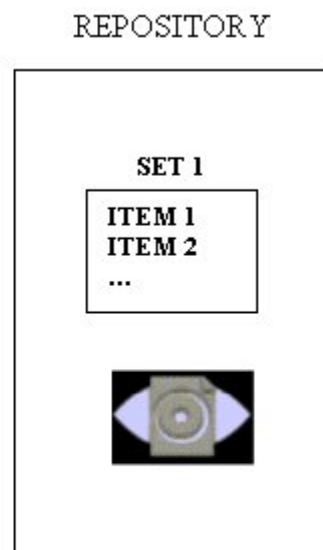 REPOSITORY
SET 1
ITEM 1
ITEM 2
...